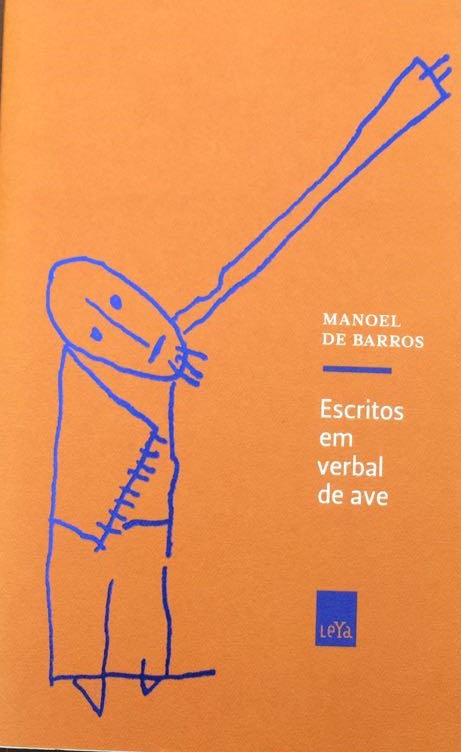 MANOEL
DE BARROS
Escritos
em
verbal
de ave
LeYa